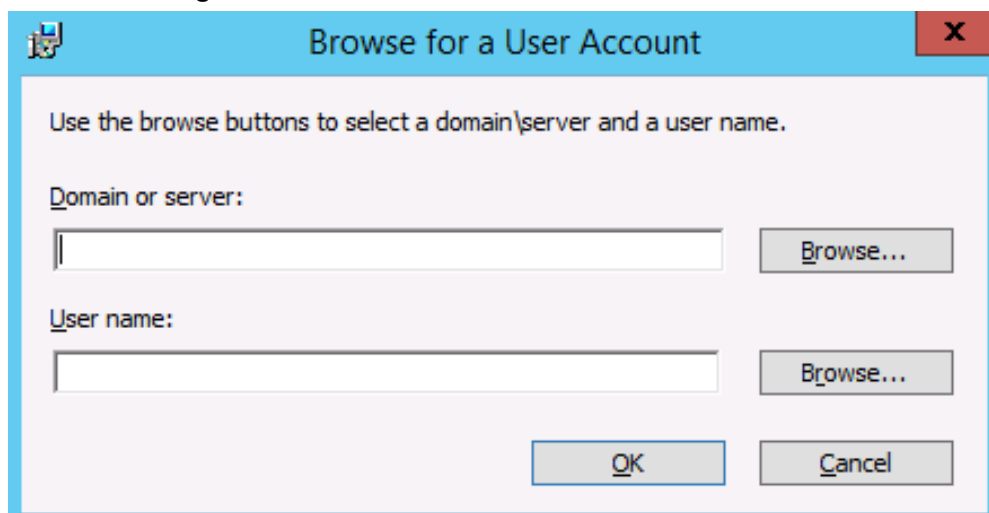 Browse for a User Account
x
Use the browse buttons to select a domain\server and a user name.
Domain or server:
Browse...
User name:
Browse...
OK Cancel